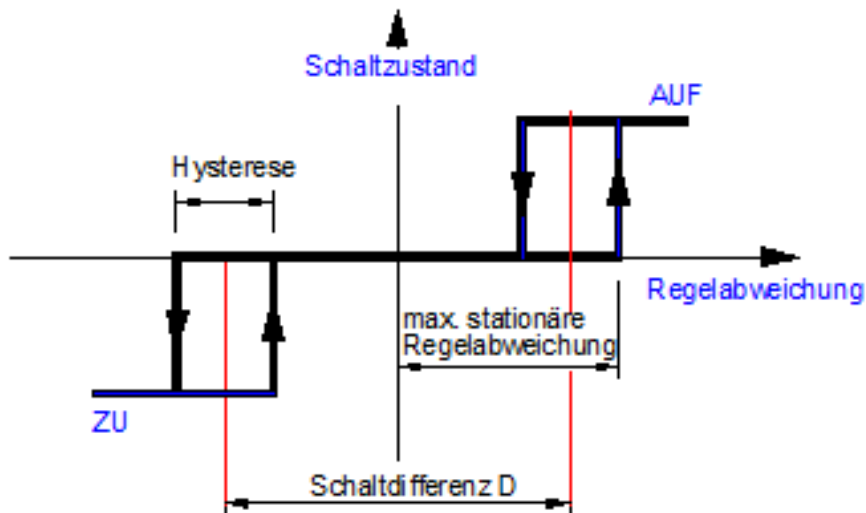 Schaltzustand
AUF
Hysterese
Regelabweichung
max. stationäre
Regelabweichung
ZU
Schaltdifferenz D